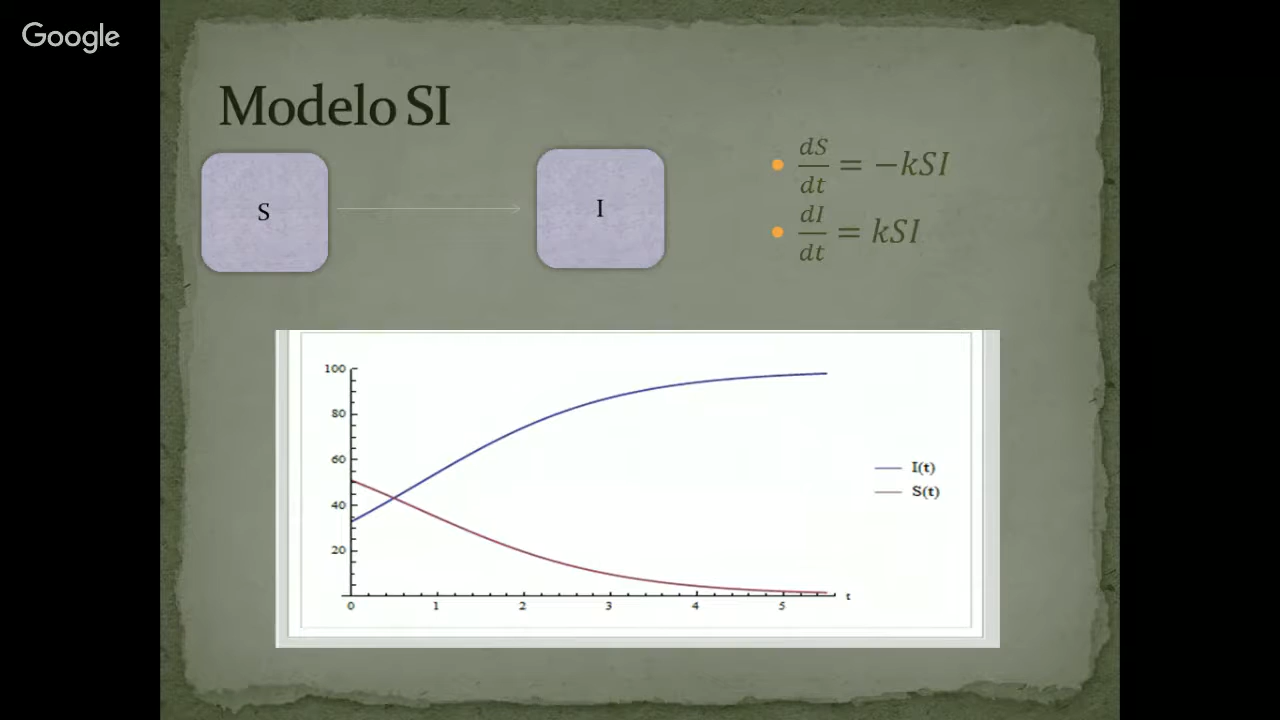 Google
Modelo SI
S
I
dS/dt = −kSI
dI/dt = kSI
100
80
60
40
20
0 1 2 3 4 5 t
I(t)
S(t)